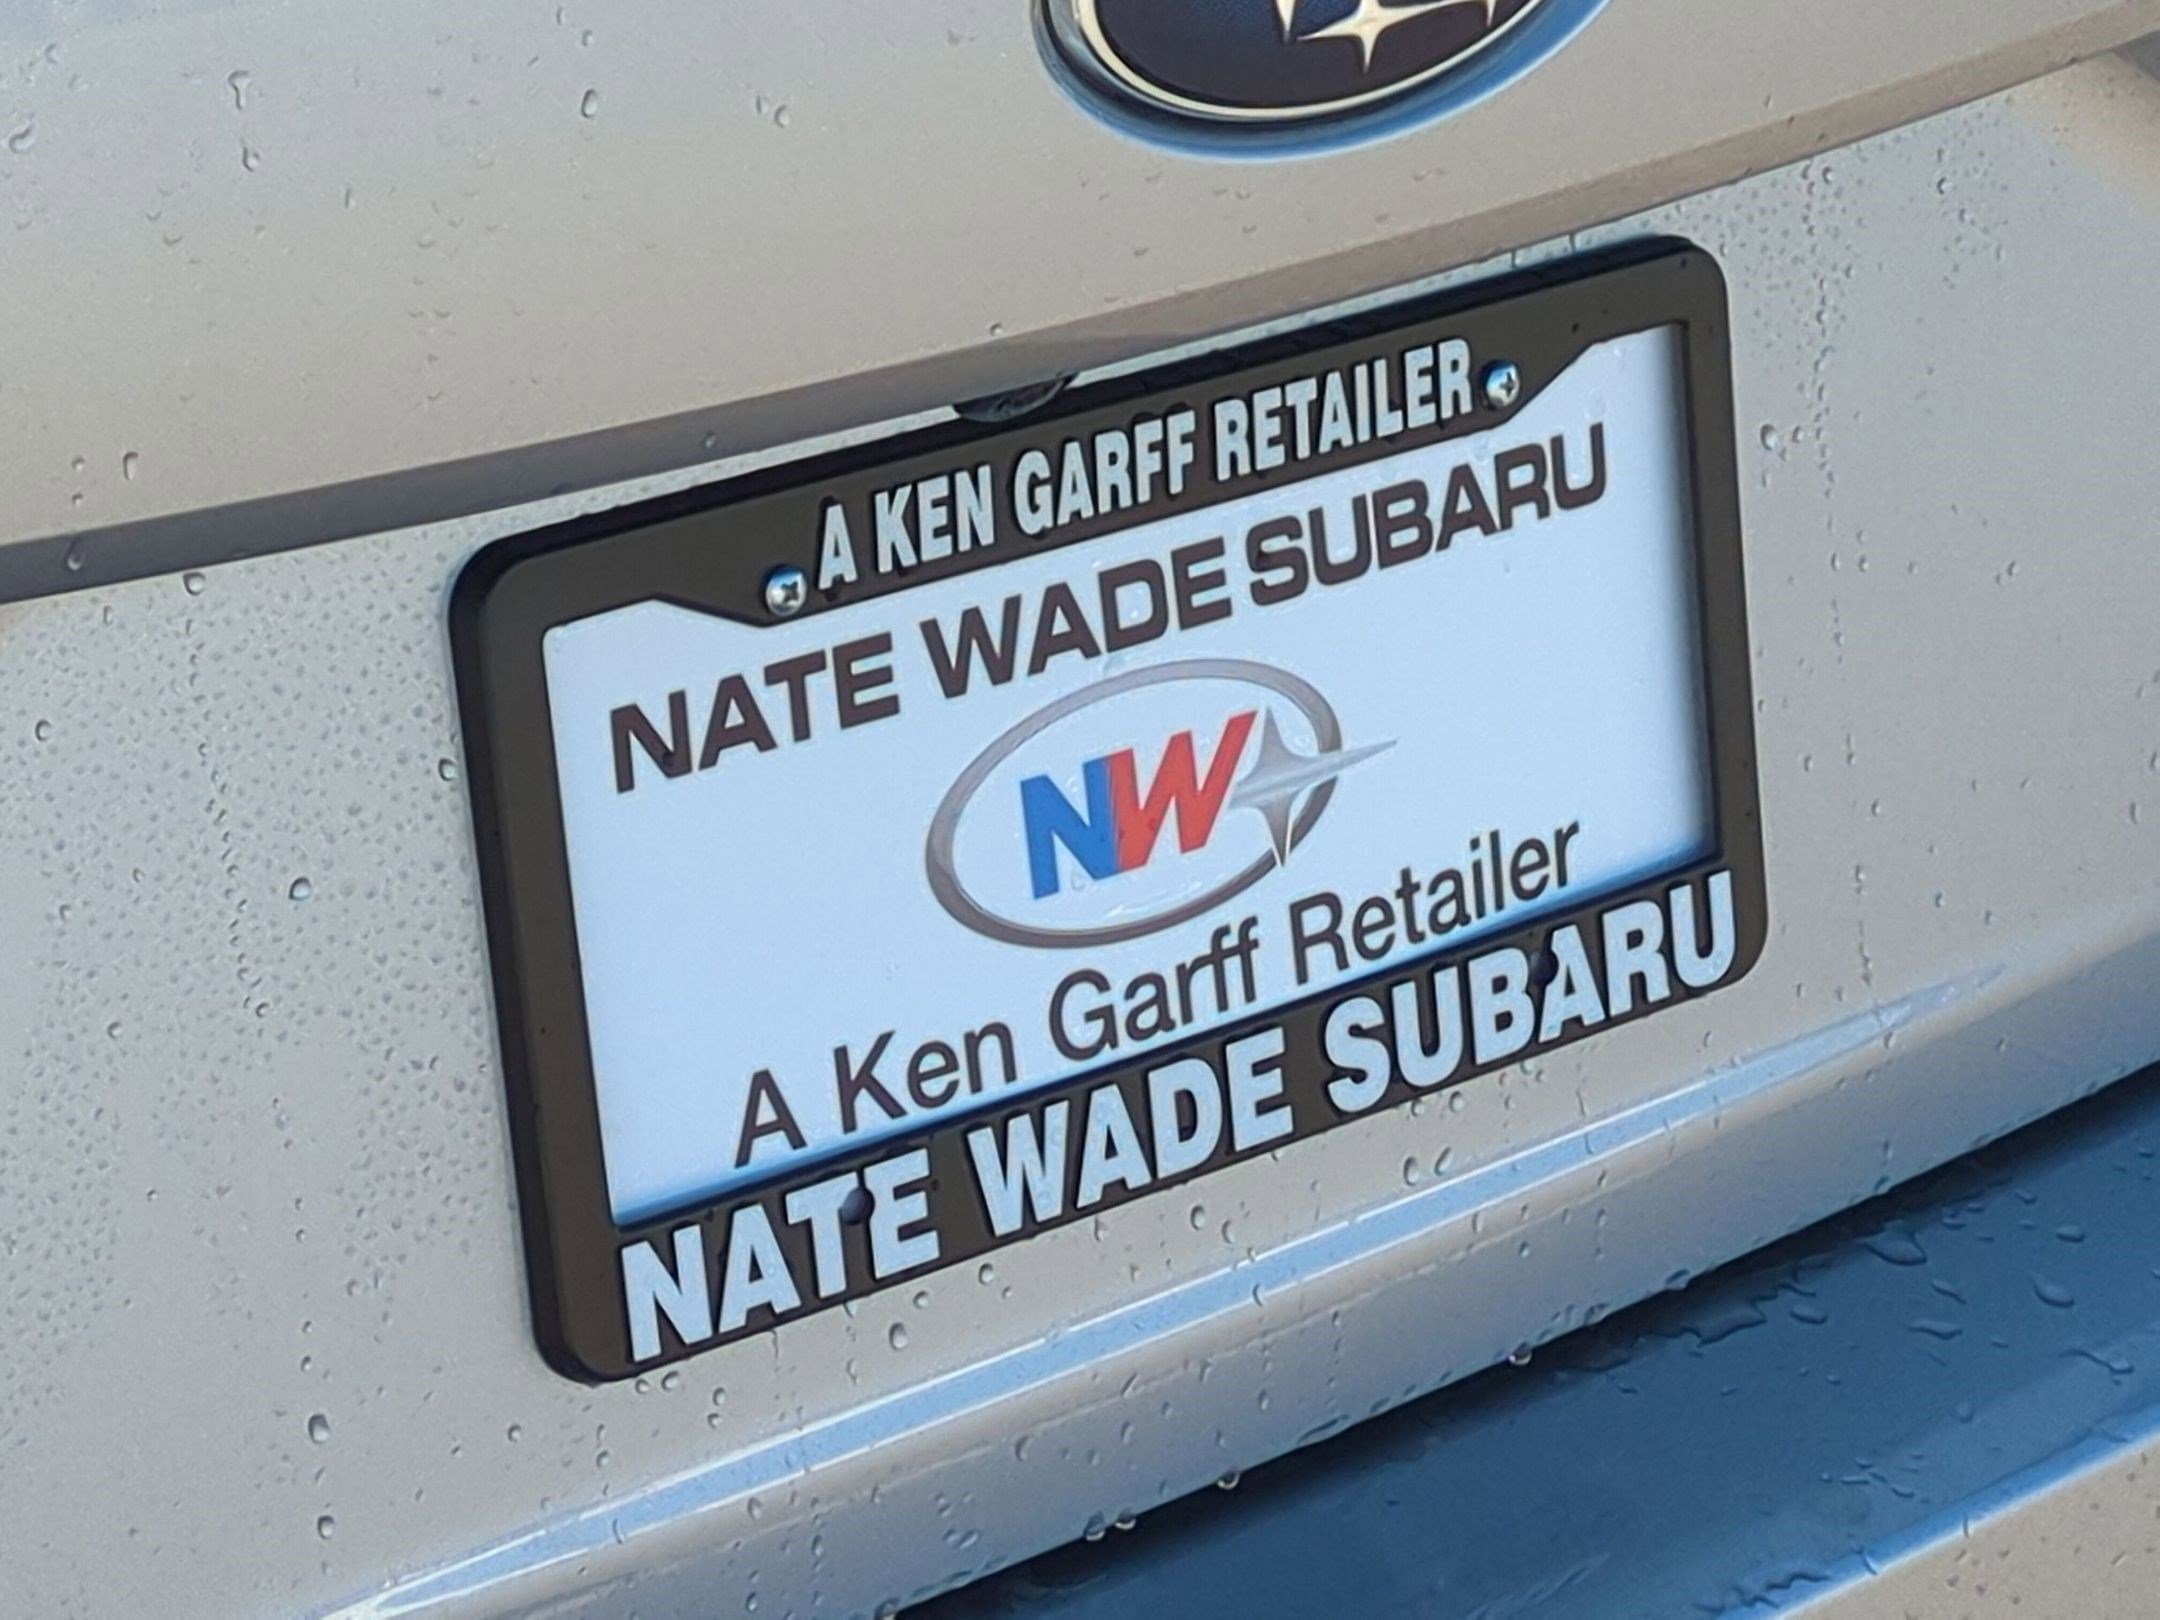 A KEN GARFF RETAILER
NATE WADE SUBARU
NW
A Ken Garff Retailer
NATE WADE SUBARU